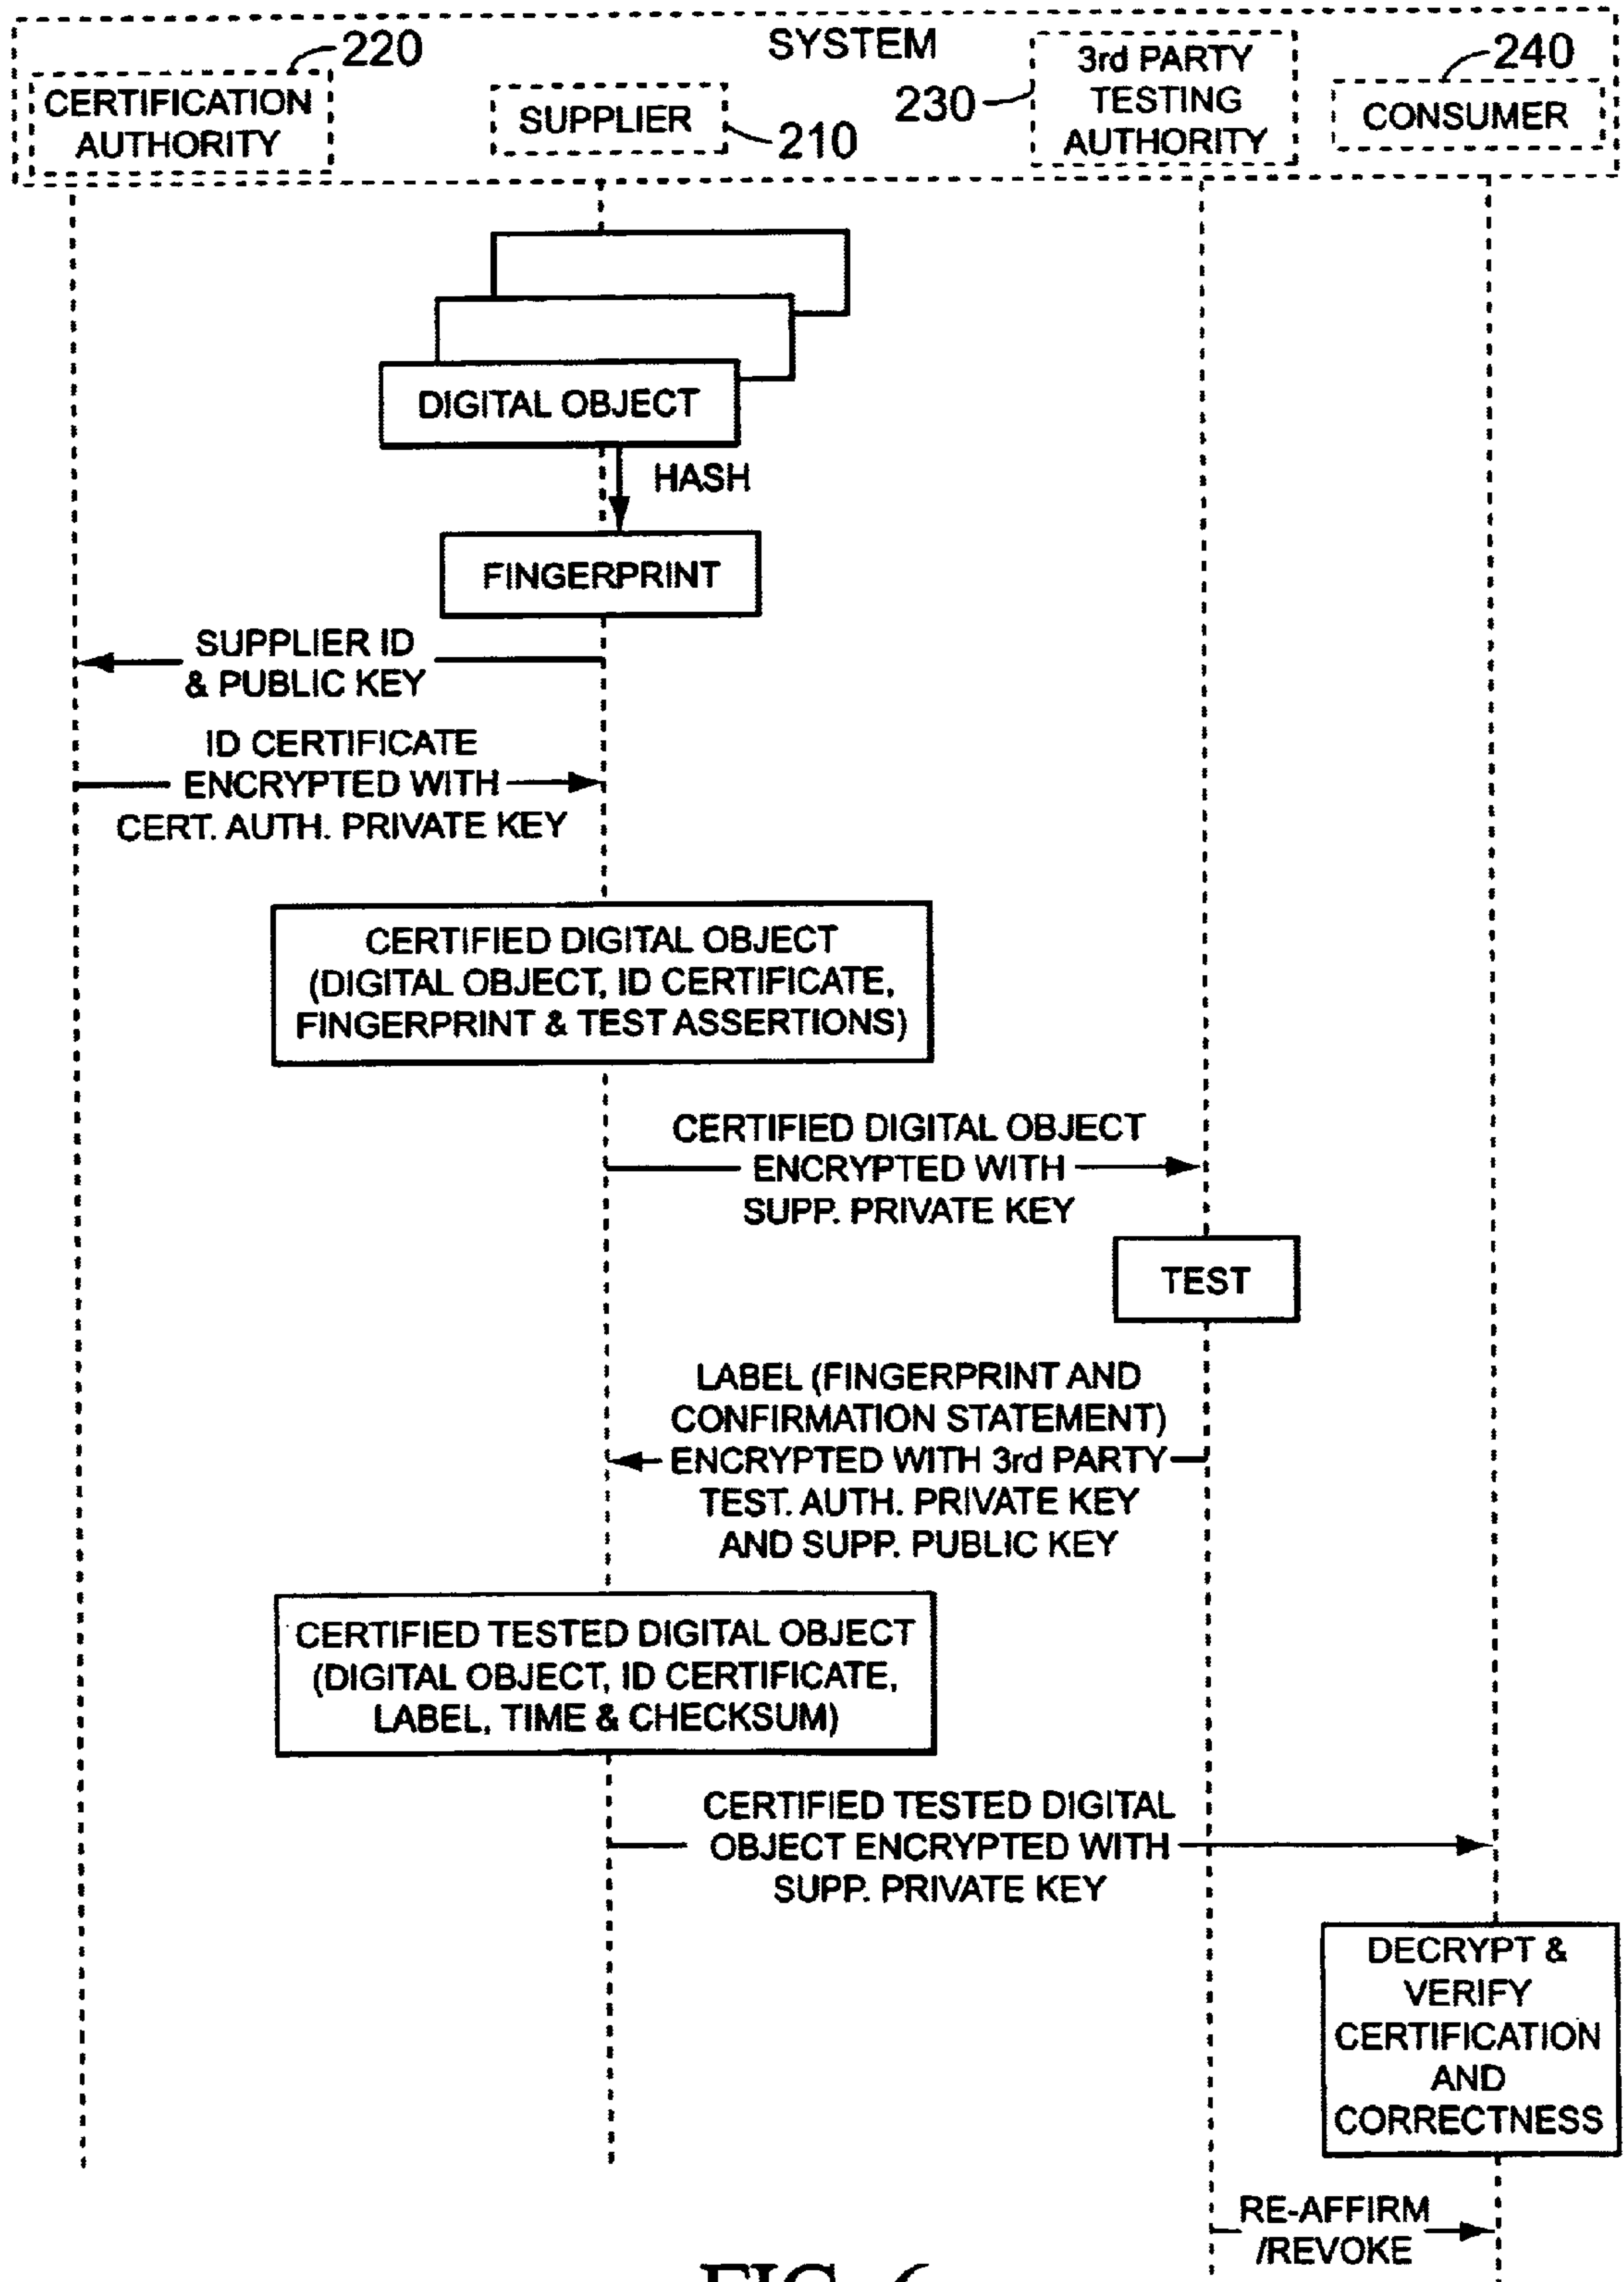 SYSTEM
220
CERTIFICATION
AUTHORITY
SUPPLIER
210
230
3rd PARTY
TESTING
AUTHORITY
240
CONSUMER
DIGITAL OBJECT
HASH
FINGERPRINT
SUPPLIER ID
& PUBLIC KEY
ID CERTIFICATE
ENCRYPTED WITH
CERT. AUTH. PRIVATE KEY
CERTIFIED DIGITAL OBJECT
(DIGITAL OBJECT, ID CERTIFICATE,
FINGERPRINT & TEST ASSERTIONS)
CERTIFIED DIGITAL OBJECT
ENCRYPTED WITH
SUPP. PRIVATE KEY
TEST
LABEL (FINGERPRINT AND
CONFIRMATION STATEMENT)
ENCRYPTED WITH 3rd PARTY
TEST. AUTH. PRIVATE KEY
AND SUPP. PUBLIC KEY
CERTIFIED TESTED DIGITAL OBJECT
(DIGITAL OBJECT, ID CERTIFICATE,
LABEL, TIME & CHECKSUM)
CERTIFIED TESTED DIGITAL
OBJECT ENCRYPTED WITH
SUPP. PRIVATE KEY
DECRYPT &
VERIFY
CERTIFICATION
AND
CORRECTNESS
RE-AFFIRM
/REVOKE